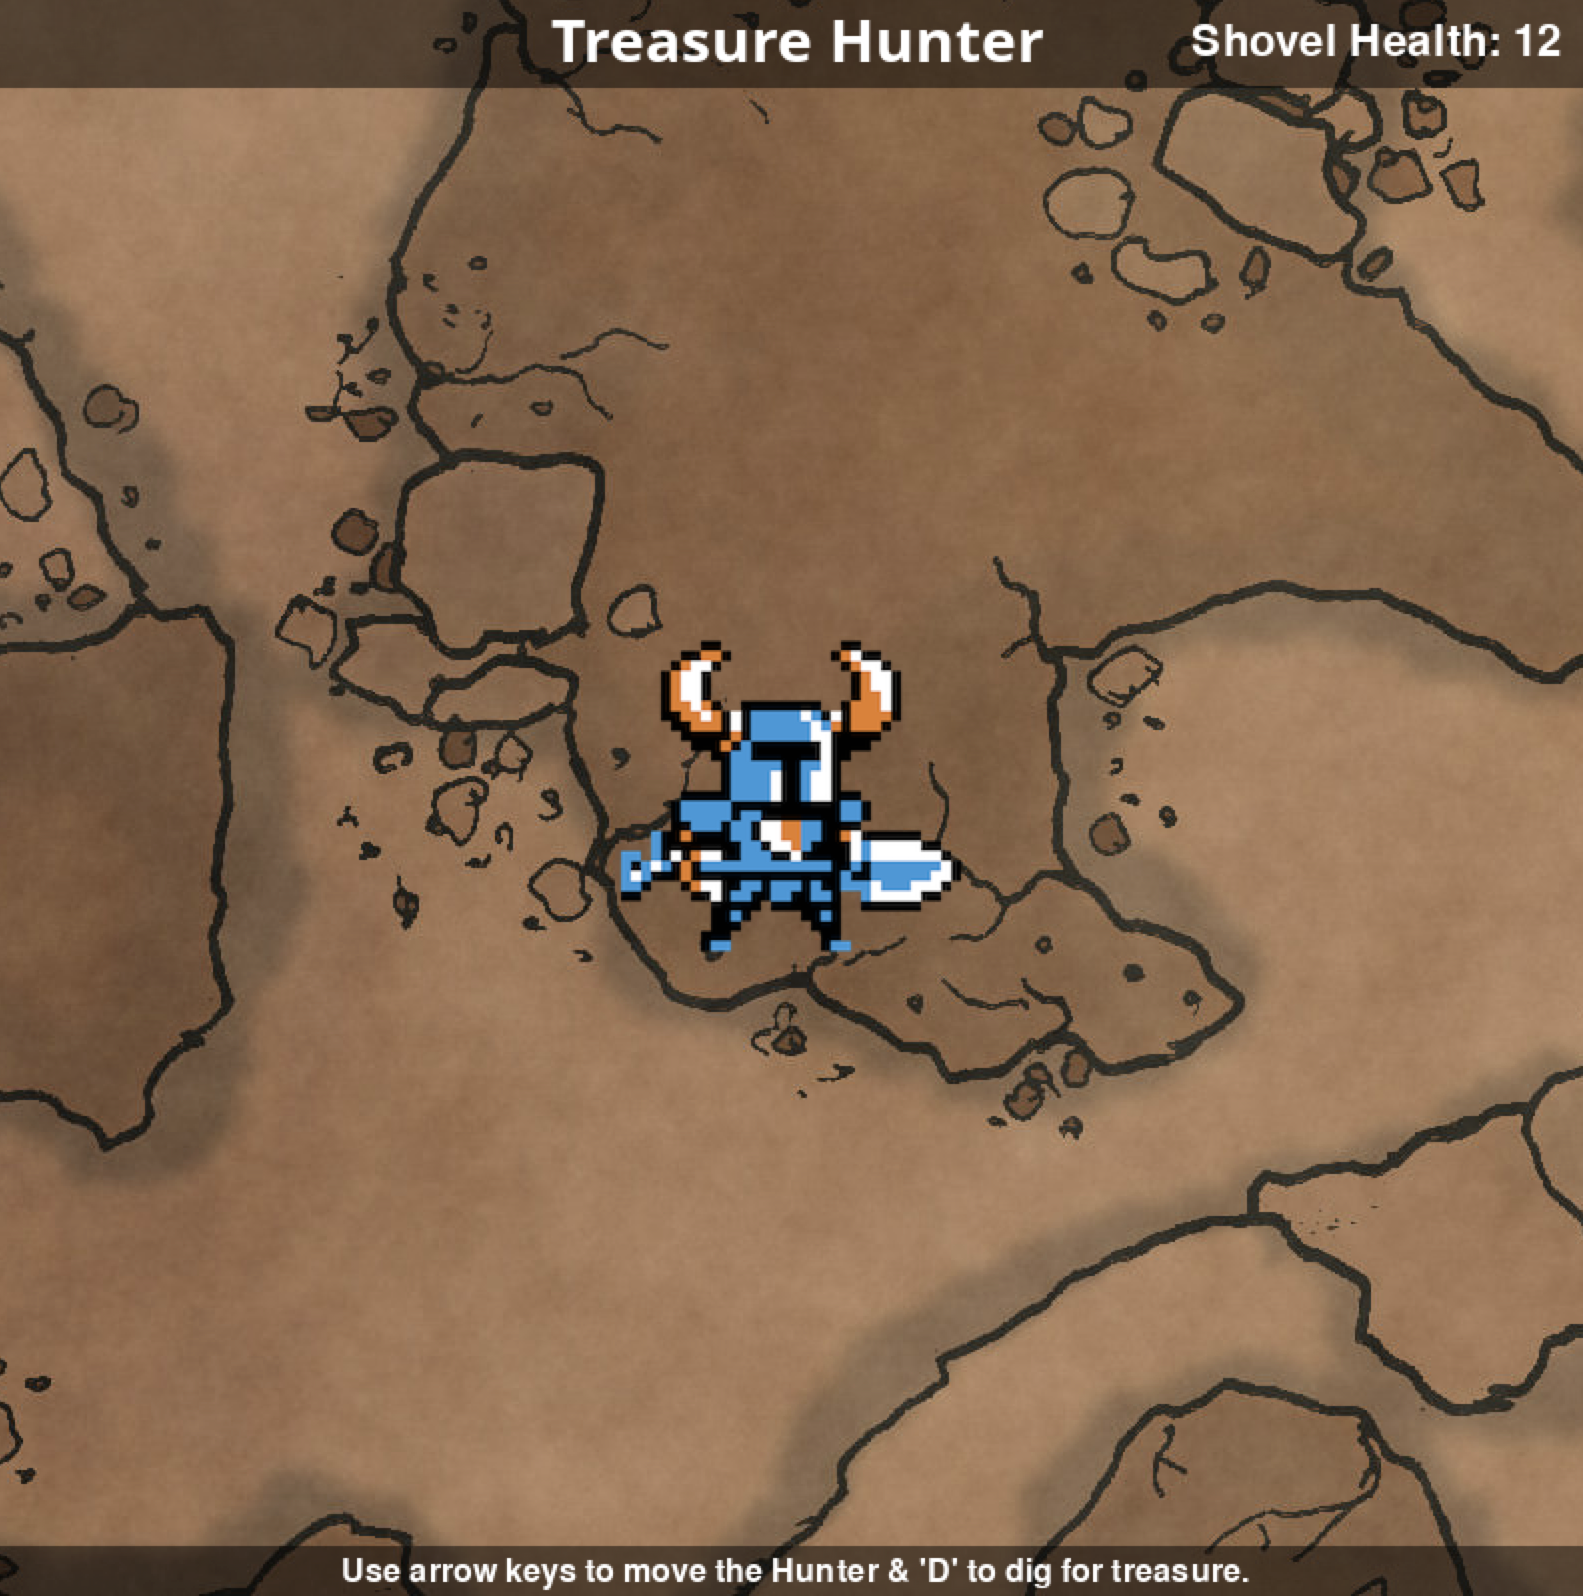 Treasure Hunter
Shovel Health: 12
Use arrow keys to move the Hunter & 'D' to dig for treasure.